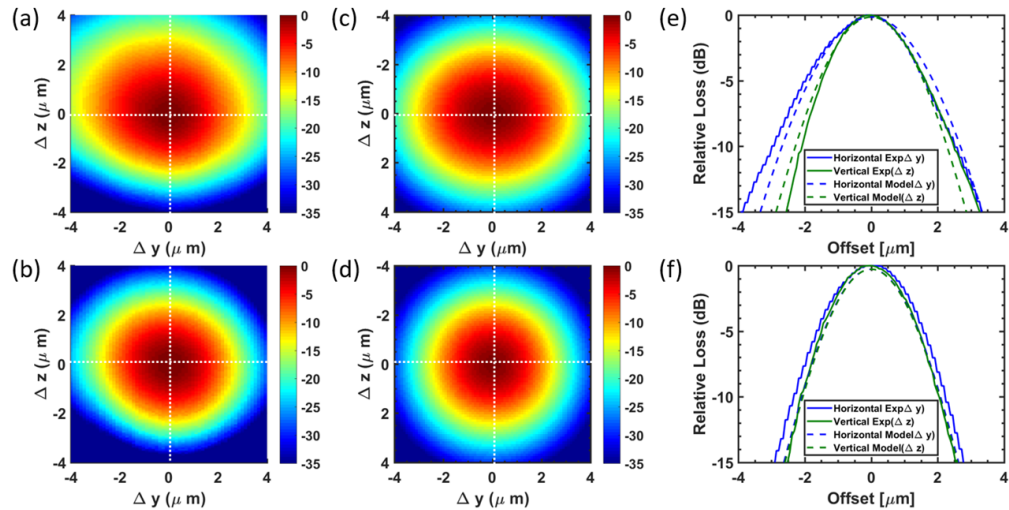 (a)
-4
2
0
2
4
Δ z (μ m)
-4 -2 0 2 4
Δ y (μ m)
0
-5
-10
-15
-20
-25
-30
-35
(c)
-4
-2
0
2
4
Δ z (μ m)
-4 -2 0 2 4
Δ y (μm)
0
-5
-10
-15
-20
-25
-30
-35
(e)
0
-5
-10
-15
Relative Loss (dB)
Horizontal ExpΔ y)
Vertical Exp(Δ z)
Horizontal ModelΔ y)
Vertical Model(Δ z)
-4 -2 0 2 4
Offset [μm]
(b)
4
2
0
2
4
Δ z (μ m)
-4 -2 0 2 4
Δ y (μ m)
0
-5
-10
-15
-20
-25
-30
-35
(d)
-4
-2
0
2
4
Δ z (μ m)
-4 -2 0 2 4
Δ y (μ m)
0
-5
-10
-15
-20
-25
-30
-35
(f)
0
-5
-10
-15
Relative Loss (dB)
Horizontal ExpΔ y)
Vertical Exp(Δ z)
Horizontal ModelΔ y)
Vertical Model(Δ z)
-4 -2 0 2 4
Offset [μm]